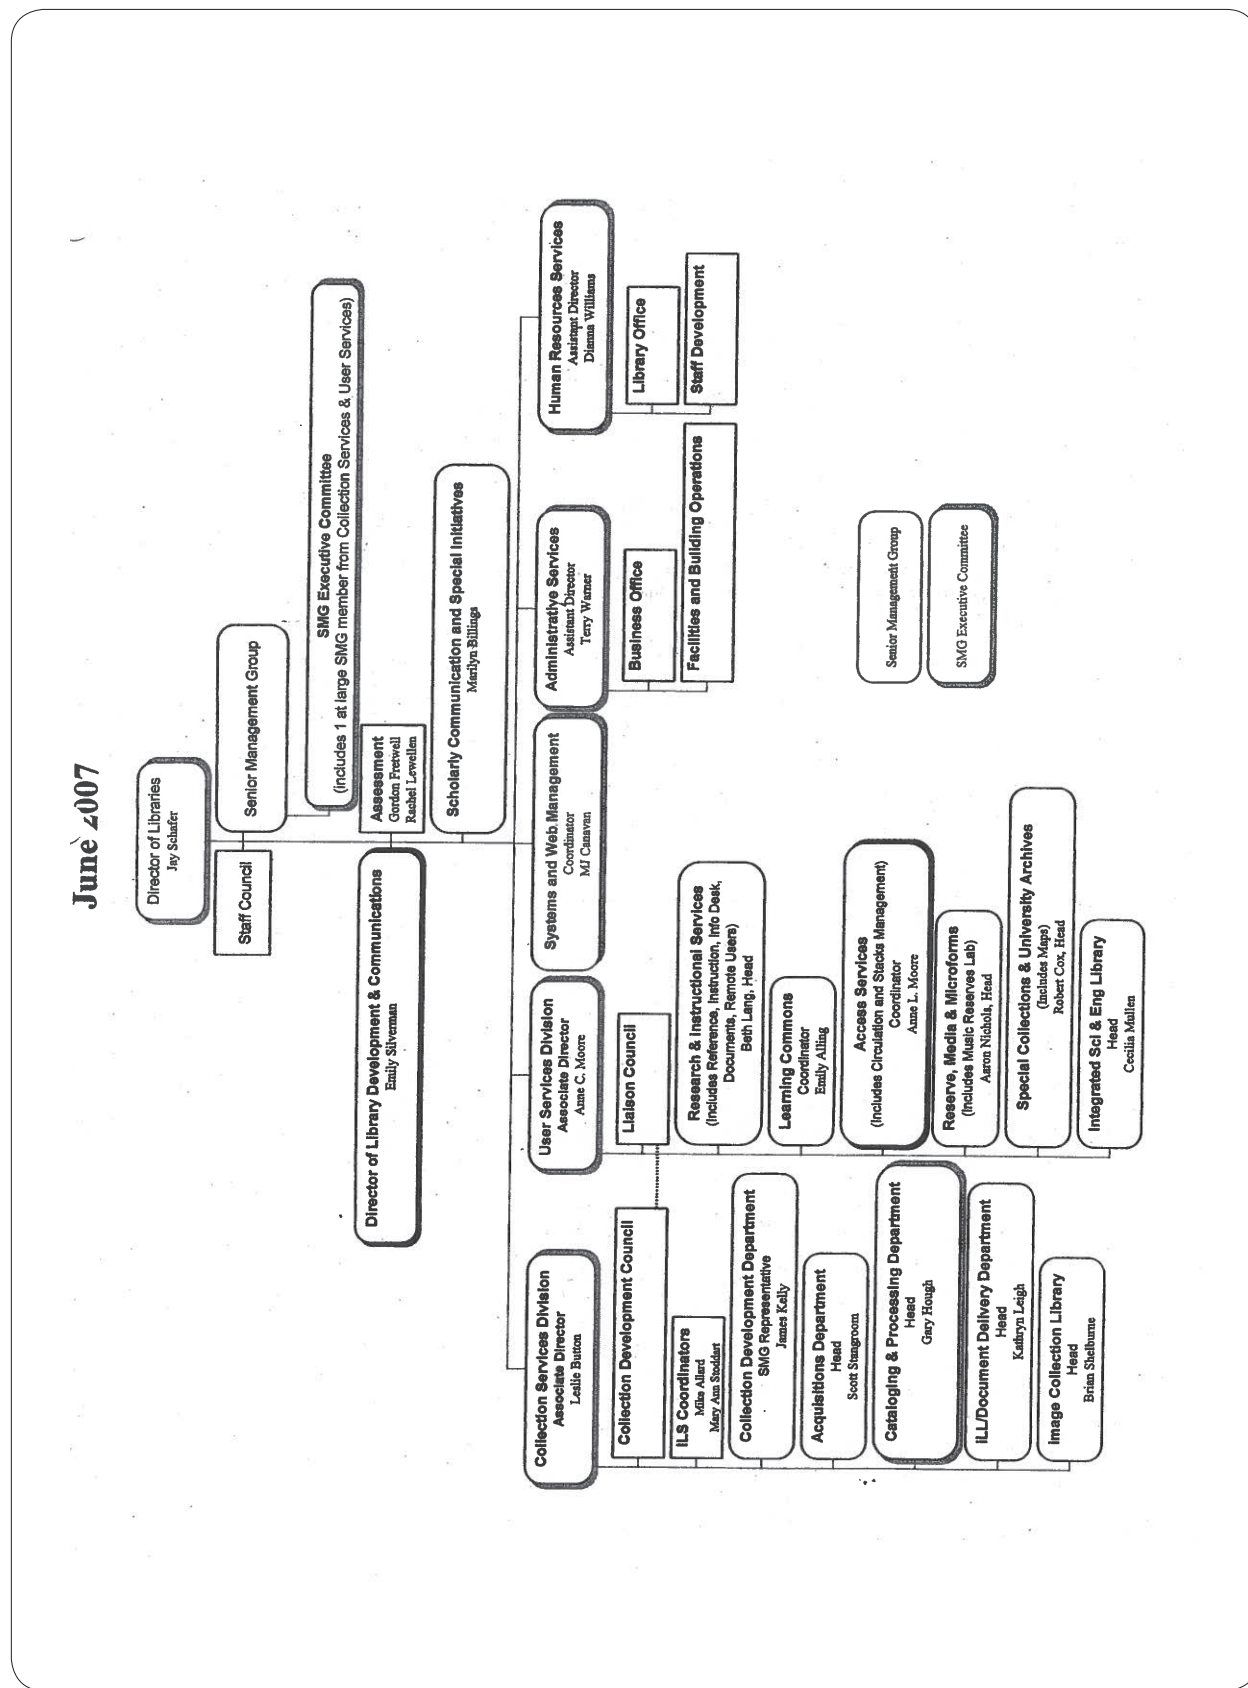 June 2007
Director of Libraries
Jay Schafer
Staff Council
Senior Management Group
SMG Executive Committee
(includes 1 at large SMG member from Collection Services & User Services)
Director of Library Development & Communications
Emily Silverman
Assessment
Gordon Fretwell
Rachel Lewellen
Scholarly Communication and Special Initiatives
Marilyn Billings
Collection Services Division
Associate Director
Leslie Button
User Services Division
Associate Director
Anne C. Moore
Systems and Web Management
Coordinator
MJ Canavan
Administrative Services
Assistant Director
Terry Warner
Human Resources Services
Assistant Director
Dianna Williams
Collection Development Council
ILS Coordinators
Mike Allard
Mary Ann Stoddart
Collection Development Department
SMG Representative
James Kelly
Acquisitions Department
Head
Scott Stangroom
Cataloging & Processing Department
Head
Gary Hough
ILL/Document Delivery Department
Head
Kathryn Leigh
Image Collection Library
Head
Brian Shelburne
Liaison Council
Research & Instructional Services
(Includes Reference, Instruction, Info Desk,
Documents, Remote Users)
Beth Lang, Head
Learning Commons
Coordinator
Emily Alling
Access Services
(Includes Circulation and Stacks Management)
Coordinator
Anne L. Moore
Reserve, Media & Microforms
(Includes Music Reserves Lab)
Aaron Nichols, Head
Special Collections & University Archives
(Includes Maps)
Robert Cox, Head
Integrated Sci & Eng Library
Head
Cecilia Mullen
Business Office
Facilities and Building Operations
Library Office
Staff Development
Senior Management Group
SMG Executive Committee